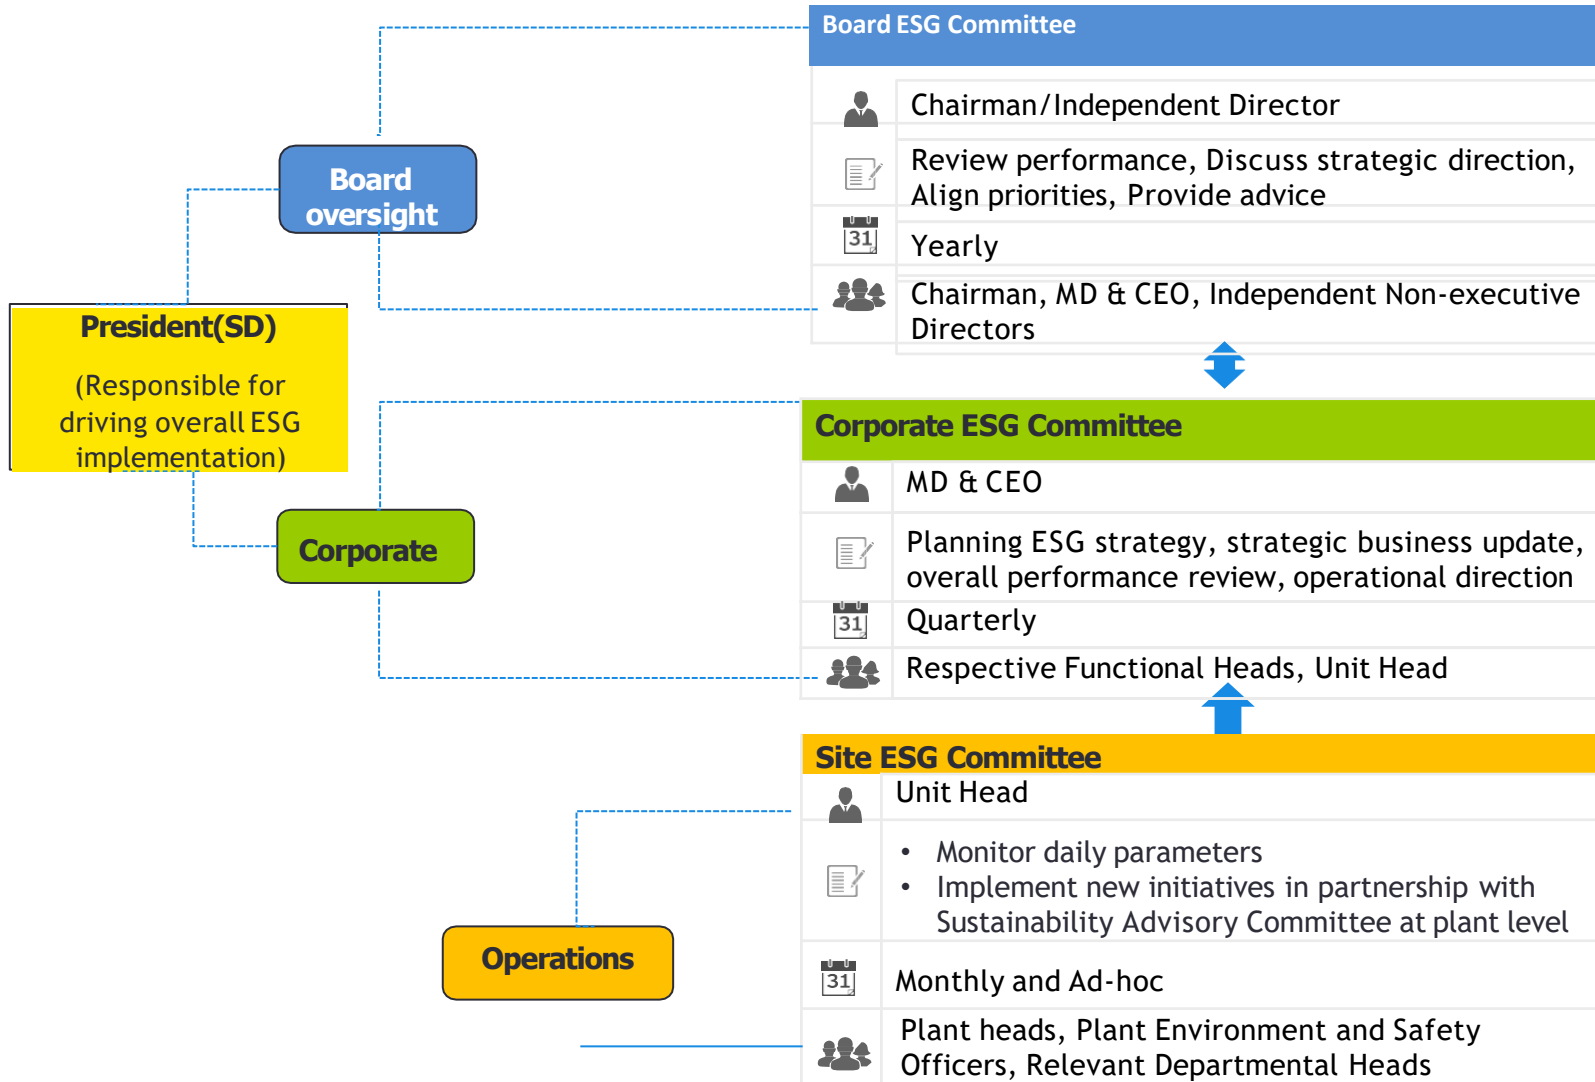 Board ESG Committee
Chairman/Independent Director
Review performance, Discuss strategic direction,
Align priorities, Provide advice
31
Yearly
Chairman, MD & CEO, Independent Non-executive
Directors
Board
oversight
President(SD)
(Responsible for
driving overall ESG
implementation)
Corporate
Corporate ESG Committee
MD & CEO
Planning ESG strategy, strategic business update,
overall performance review, operational direction
31
Quarterly
Respective Functional Heads, Unit Head
Site ESG Committee
Unit Head
• Monitor daily parameters
• Implement new initiatives in partnership with
Sustainability Advisory Committee at plant level
Operations
31
Monthly and Ad-hoc
Plant heads, Plant Environment and Safety
Officers, Relevant Departmental Heads